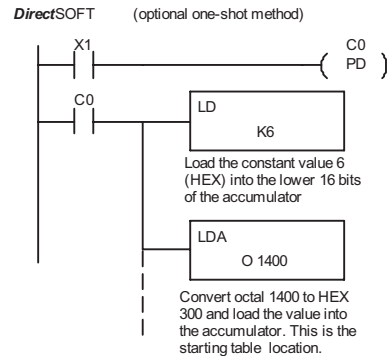 DirectSOFT (optional one-shot method)
X1
C0
PD
C0
LD
K6
Load the constant value 6
(HEX) into the lower 16 bits
of the accumulator
LDA
O 1400
Convert octal 1400 to HEX
300 and load the value into
the accumulator. This is the
starting table location.